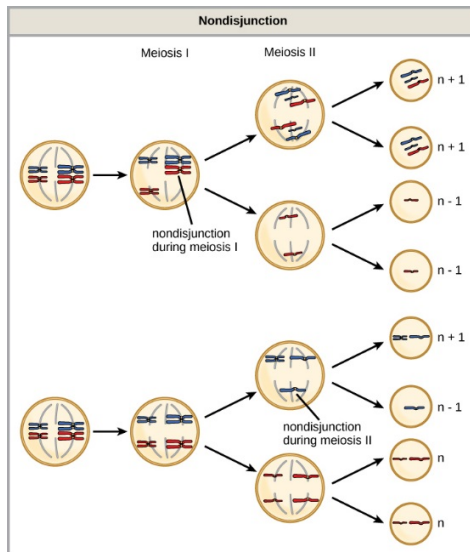 Nondisjunction
Meiosis I
Meiosis II
n + 1
n + 1
nondisjunction
during meiosis I
n - 1
n - 1
n + 1
nondisjunction
during meiosis II
n - 1
n
n